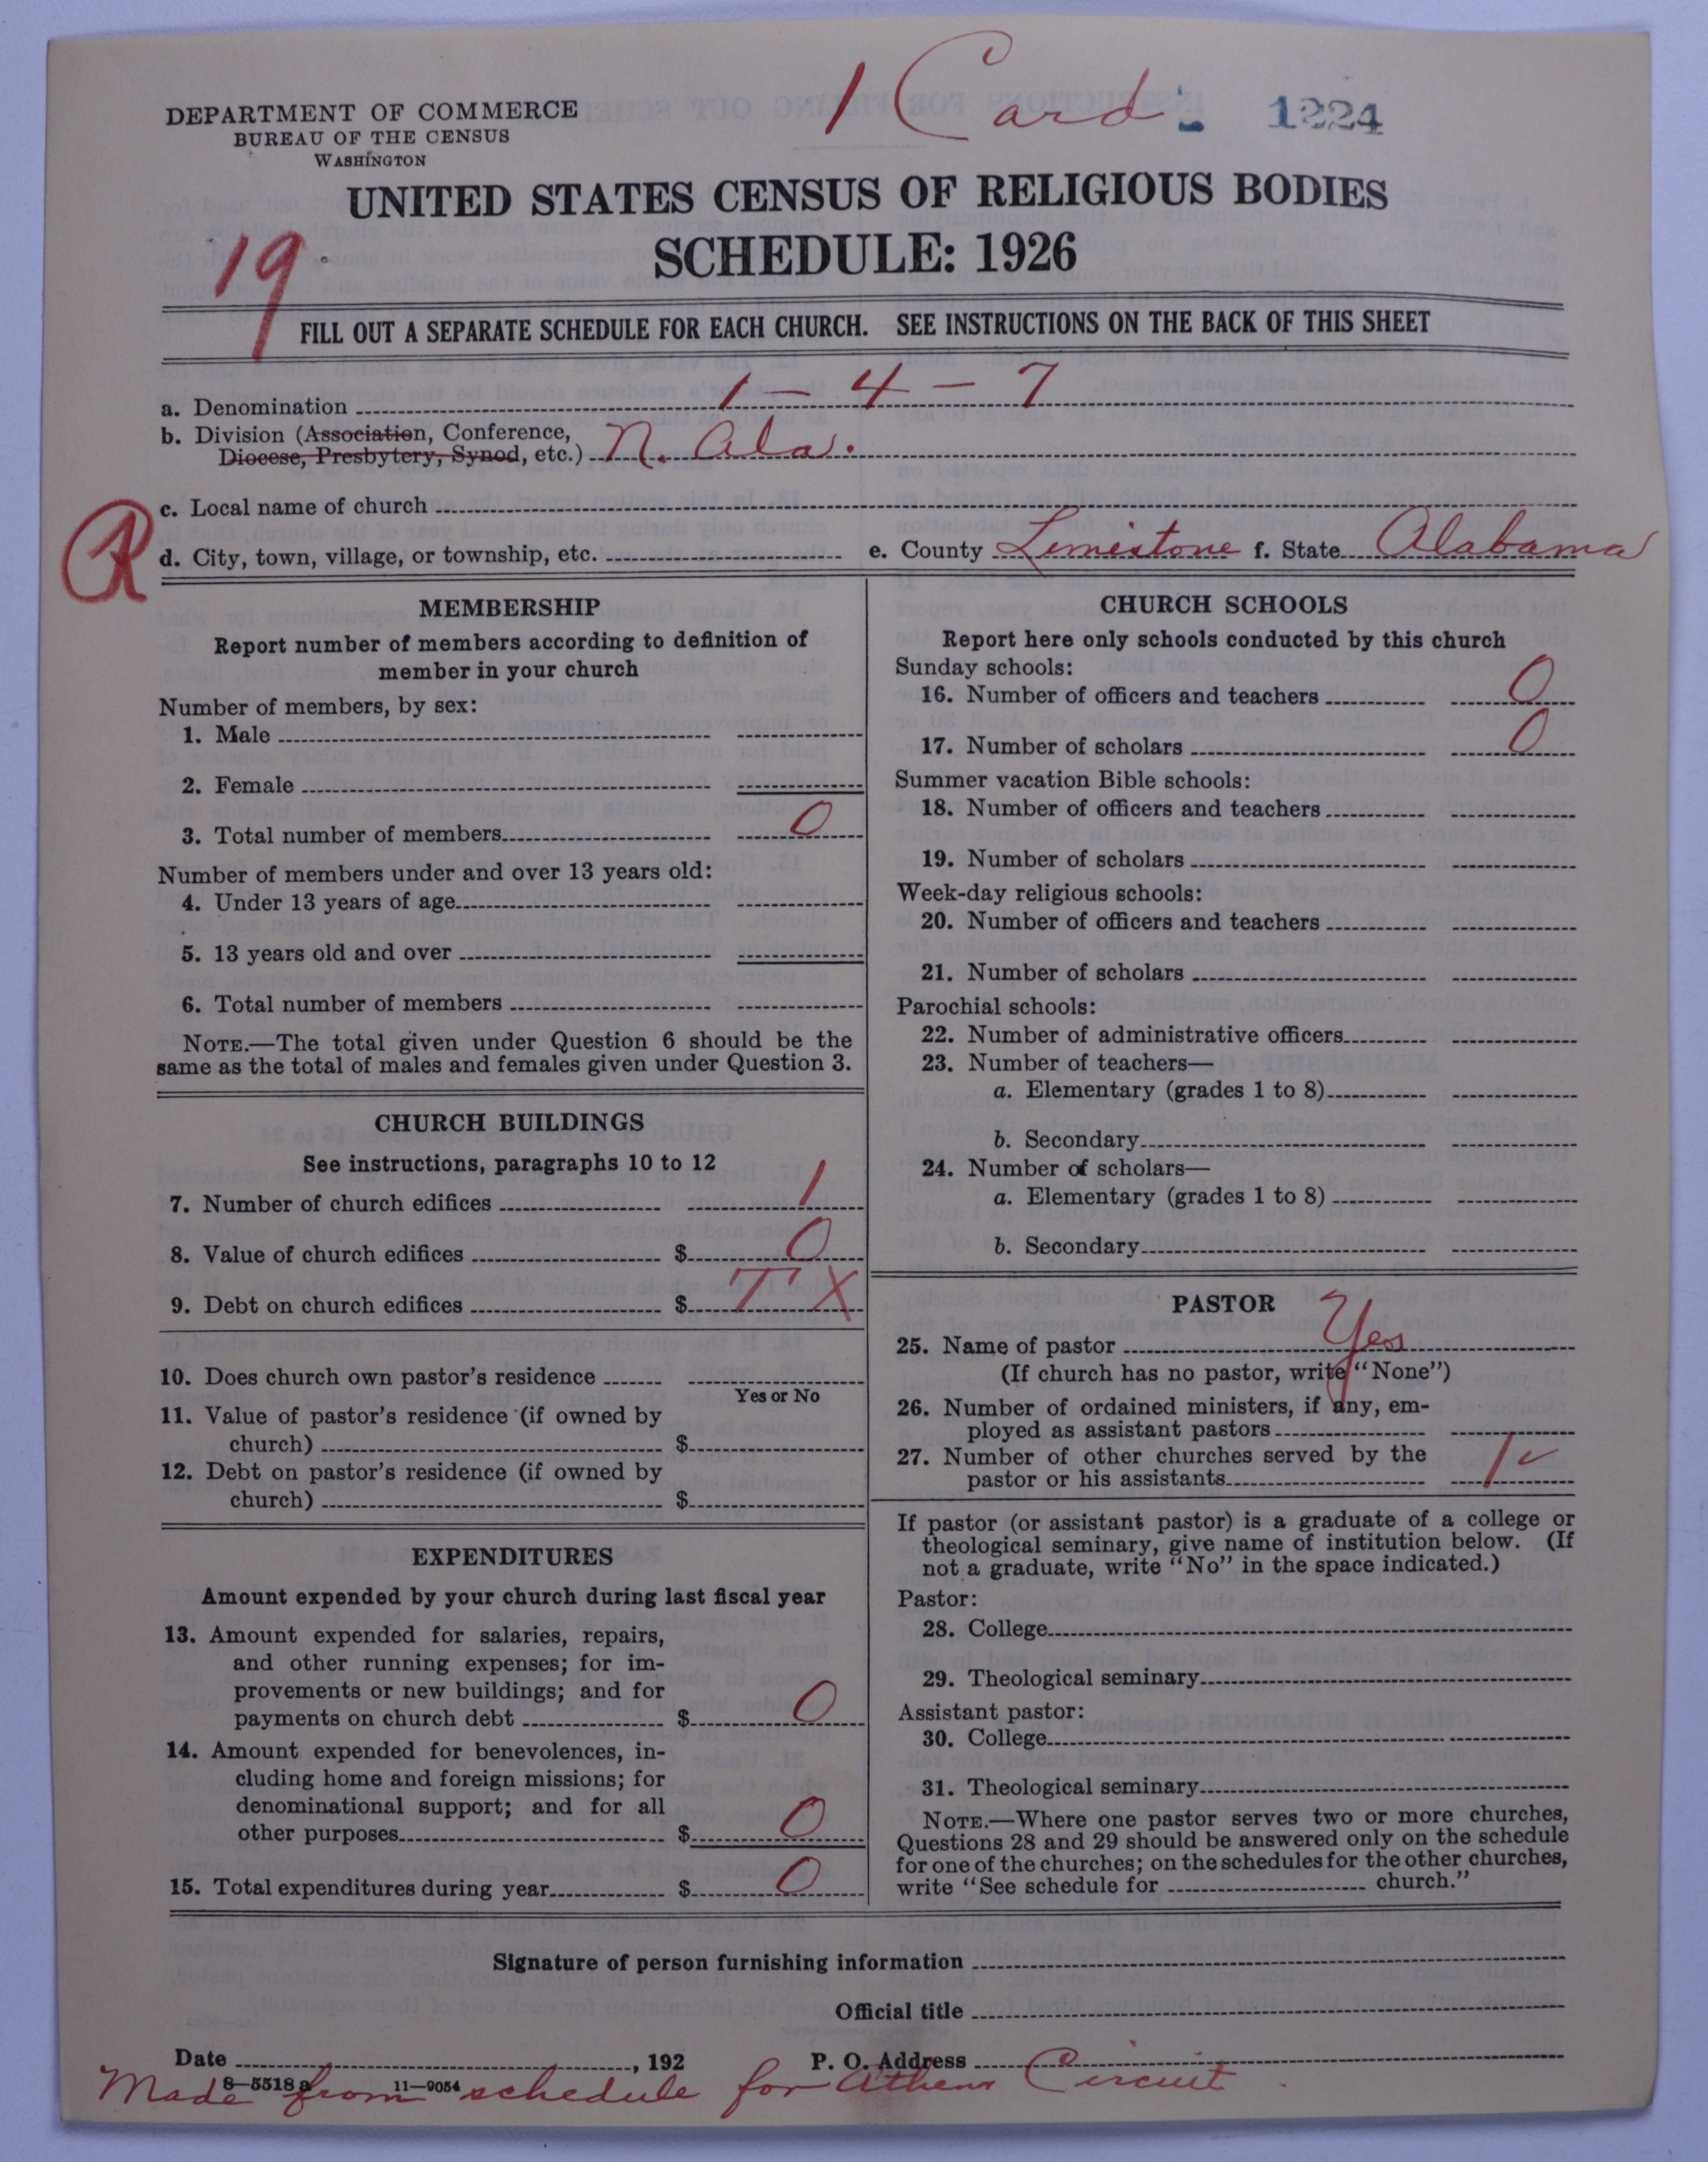 1 Card 1224
DEPARTMENT OF COMMERCE
BUREAU OF THE CENSUS
WASHINGTON
UNITED STATES CENSUS OF RELIGIOUS BODIES
SCHEDULE: 1926
19
FILL OUT A SEPARATE SCHEDULE FOR EACH CHURCH. SEE INSTRUCTIONS ON THE BACK OF THIS SHEET
a. Denomination 1-4-7
b. Division (Association, Conference,
Diocese, Presbytery, Synod, etc.) N. Ala.
c. Local name of church
R
d. City, town, village, or township, etc. e. County Limestone f. State Alabama
MEMBERSHIP
Report number of members according to definition of
member in your church
Number of members, by sex:
1. Male
2. Female
3. Total number of members 0
Number of members under and over 13 years old:
4. Under 13 years of age
5. 13 years old and over
6. Total number of members
NOTE.—The total given under Question 6 should be the
same as the total of males and females given under Question 3.
CHURCH BUILDINGS
See instructions, paragraphs 10 to 12
7. Number of church edifices 1
8. Value of church edifices $ 0
9. Debt on church edifices $ T X
10. Does church own pastor's residence
Yes or No
11. Value of pastor's residence (if owned by
church) $
12. Debt on pastor's residence (if owned by
church) $
EXPENDITURES
Amount expended by your church during last fiscal year
13. Amount expended for salaries, repairs,
and other running expenses; for im-
provements or new buildings; and for
payments on church debt $ 0
14. Amount expended for benevolences, in-
cluding home and foreign missions; for
denominational support; and for all
other purposes $ 0
15. Total expenditures during year $ 0
CHURCH SCHOOLS
Report here only schools conducted by this church
Sunday schools:
16. Number of officers and teachers 0
17. Number of scholars 0
Summer vacation Bible schools:
18. Number of officers and teachers
19. Number of scholars
Week-day religious schools:
20. Number of officers and teachers
21. Number of scholars
Parochial schools:
22. Number of administrative officers
23. Number of teachers—
a. Elementary (grades 1 to 8)
b. Secondary
24. Number of scholars—
a. Elementary (grades 1 to 8)
b. Secondary
PASTOR
25. Name of pastor Yes
(If church has no pastor, write "None")
26. Number of ordained ministers, if any, em-
ployed as assistant pastors
27. Number of other churches served by the
pastor or his assistants 1 ✓
If pastor (or assistant pastor) is a graduate of a college or
theological seminary, give name of institution below. (If
not a graduate, write "No" in the space indicated.)
Pastor:
28. College
29. Theological seminary
Assistant pastor:
30. College
31. Theological seminary
NOTE.—Where one pastor serves two or more churches,
Questions 28 and 29 should be answered only on the schedule
for one of the churches; on the schedules for the other churches,
write "See schedule for church."
Signature of person furnishing information
Official title
Date , 192 P. O. Address
8—5518 a 11—9054
Made from schedule for Athens Circuit.